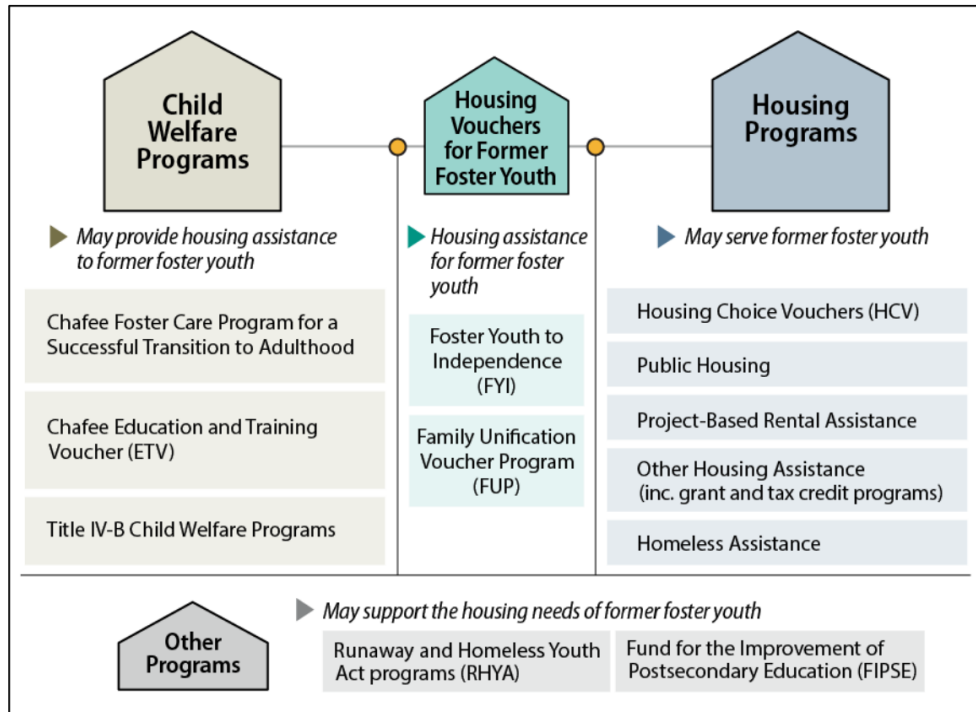 Child
Welfare
Programs
Housing
Vouchers
for Former
Foster Youth
Housing
Programs
May provide housing assistance
to former foster youth
Chafee Foster Care Program for a
Successful Transition to Adulthood
Chafee Education and Training
Voucher (ETV)
Title IV-B Child Welfare Programs
Housing assistance
for former foster
youth
Foster Youth to
Independence
(FYI)
Family Unification
Voucher Program
(FUP)
May serve former foster youth
Housing Choice Vouchers (HCV)
Public Housing
Project-Based Rental Assistance
Other Housing Assistance
(inc. grant and tax credit programs)
Homeless Assistance
Other
Programs
May support the housing needs of former foster youth
Runaway and Homeless Youth
Act programs (RHYA)
Fund for the Improvement of
Postsecondary Education (FIPSE)